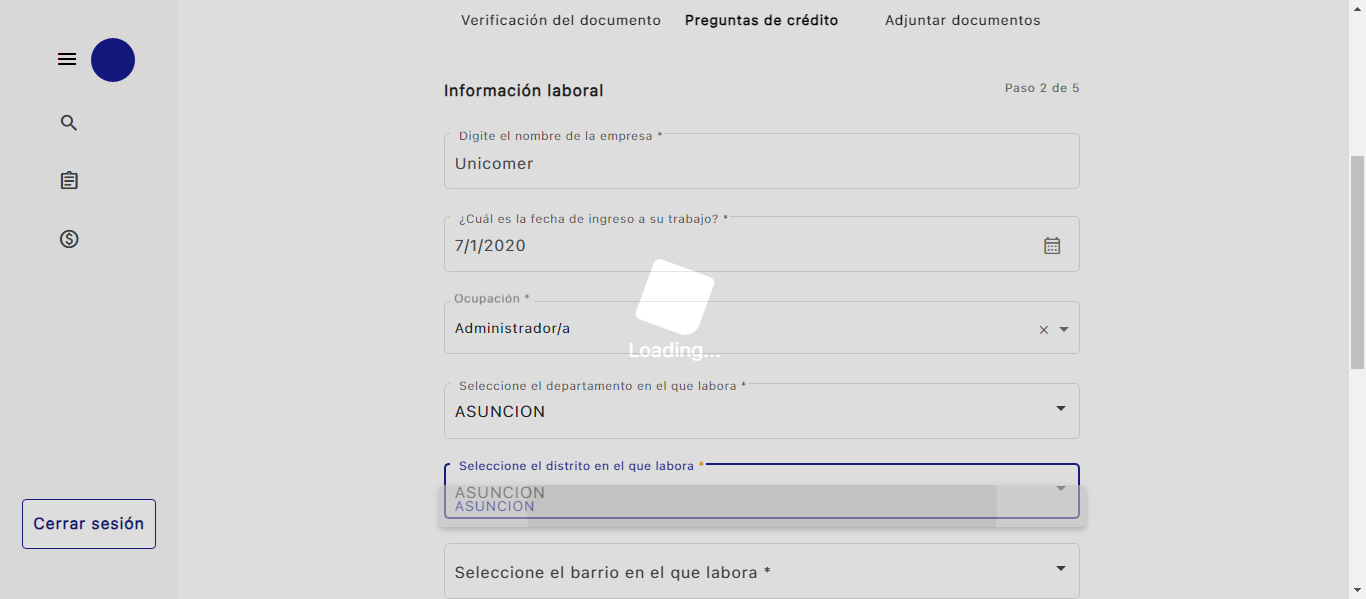 Verificación del documento Preguntas de crédito Adjuntar documentos
Información laboral Paso 2 de 5
Digite el nombre de la empresa *
Unicomer
¿Cuál es la fecha de ingreso a su trabajo? *
7/1/2020
Ocupación *
Administrador/a
Loading...
Seleccione el departamento en el que labora *
ASUNCION
Seleccione el distrito en el que labora *
ASUNCION
ASUNCION
Cerrar sesión
Seleccione el barrio en el que labora *